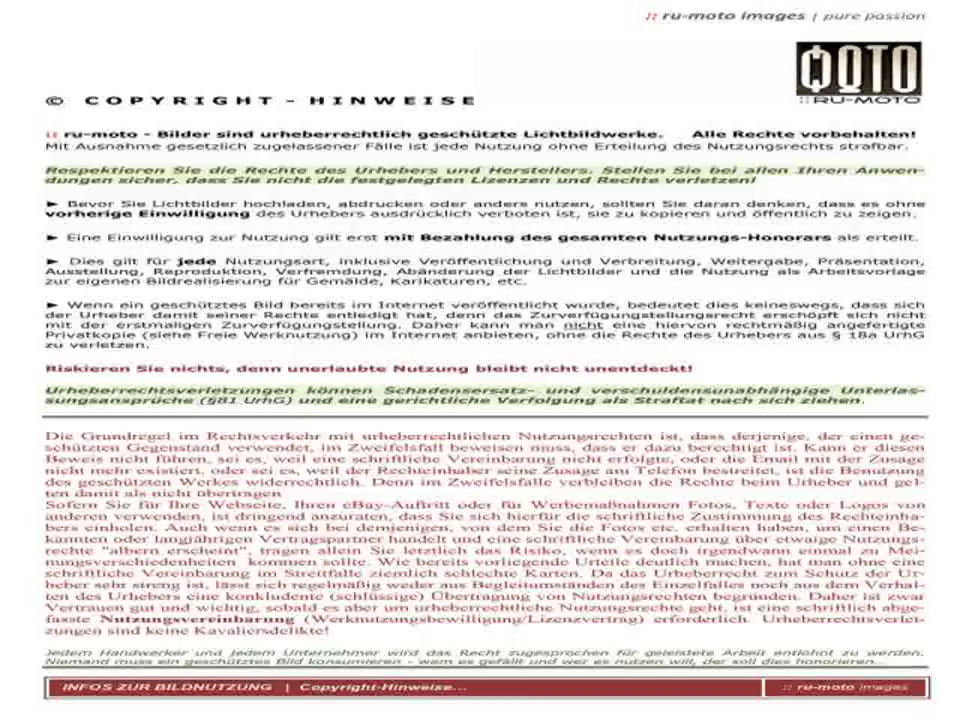 :: ru-moto images | pure passion
QOTO
:: RU-MOTO
© COPYRIGHT - HINWEISE
:: ru-moto - Bilder sind urheberrechtlich geschützte Lichtbildwerke. Alle Rechte vorbehalten!
Mit Ausnahme gesetzlich zugelassener Fälle ist jede Nutzung ohne Erteilung des Nutzungsrechts strafbar.
Respektieren Sie die Rechte des Urhebers und Herstellers. Stellen Sie bei allen Ihren Anwen-
dungen sicher, dass Sie nicht die festgelegten Lizenzen und Rechte verletzen!
► Bevor Sie Lichtbilder hochladen, abdrucken oder anders nutzen, sollten Sie daran denken, dass es ohne
vorherige Einwilligung des Urhebers ausdrücklich verboten ist, sie zu kopieren und öffentlich zu zeigen.
► Eine Einwilligung zur Nutzung gilt erst mit Bezahlung des gesamten Nutzungs-Honorars als erteilt.
► Dies gilt für jede Nutzungsart, inklusive Veröffentlichung und Verbreitung, Weitergabe, Präsentation,
Ausstellung, Reproduktion, Verfremdung, Abänderung der Lichtbilder und die Nutzung als Arbeitsvorlage
zur eigenen Bildrealisierung für Gemälde, Karikaturen, etc.
► Wenn ein geschütztes Bild bereits im Internet veröffentlicht wurde, bedeutet dies keineswegs, dass sich
der Urheber damit seiner Rechte entledigt hat, denn das Zurverfügungstellungsrecht erschöpft sich nicht
mit der erstmaligen Zurverfügungstellung. Daher kann man nicht eine hiervon rechtmäßig angefertigte
Privatkopie (siehe Freie Werknutzung) im Internet anbieten, ohne die Rechte des Urhebers aus § 18a UrhG
zu verletzen.
Riskieren Sie nichts, denn unerlaubte Nutzung bleibt nicht unentdeckt!
Urheberrechtsverletzungen können Schadensersatz- und verschuldensunabhängige Unterlas-
sungsansprüche (§81 UrhG) und eine gerichtliche Verfolgung als Straftat nach sich ziehen.
Die Grundregel im Rechtsverkehr mit urheberrechtlichen Nutzungsrechten ist, dass derjenige, der einen ge-
schützten Gegenstand verwendet, im Zweifelsfall beweisen muss, dass er dazu berechtigt ist. Kann er diesen
Beweis nicht führen, sei es, weil eine schriftliche Vereinbarung nicht erfolgte, oder die Email mit der Zusage
nicht mehr existiert, oder sei es, weil der Rechteinhaber seine Zusage am Telefon bestreitet, ist die Benutzung
des geschützten Werkes widerrechtlich. Denn im Zweifelsfalle verbleiben die Rechte beim Urheber und gel-
ten damit als nicht übertragen
Sofern Sie für Ihre Webseite, Ihren eBay-Auftritt oder für Werbemaßnahmen Fotos, Texte oder Logos von
anderen verwenden, ist dringend anzuraten, dass Sie sich hierfür die schriftliche Zustimmung des Rechteinha-
bers einholen. Auch wenn es sich bei demjenigen, von dem Sie die Fotos etc. erhalten haben, um einen Be-
kannten oder langjährigen Vertragspartner handelt und eine schriftliche Vereinbarung über etwaige Nutzungs-
rechte "albern erscheint", tragen allein Sie letztlich das Risiko, wenn es doch irgendwann einmal zu Mei-
nungsverschiedenheiten kommen sollte. Wie bereits vorliegende Urteile deutlich machen, hat man ohne eine
schriftliche Vereinbarung im Streitfalle ziemlich schlechte Karten. Da das Urheberrecht zum Schutz der Ur-
heber sehr streng ist, lässt sich regelmäßig weder aus Begleitumständen des Einzelfalles noch aus dem Verhal-
ten des Urhebers eine konkludente (schlüssige) Übertragung von Nutzungsrechten begründen. Daher ist zwar
Vertrauen gut und wichtig, sobald es aber um urheberrechtliche Nutzungsrechte geht, ist eine schriftlich abge-
fasste Nutzungsvereinbarung (Werknutzungsbewilligung/Lizenzvertrag) erforderlich. Urheberrechtsverlet-
zungen sind keine Kavaliersdelikte!
Jedem Handwerker und jedem Unternehmer wird das Recht zugesprochen für geleistete Arbeit entlohnt zu werden.
Niemand muss ein geschütztes Bild konsumieren - wem es gefällt und wer es nutzen will, der soll dies honorieren...
INFOS ZUR BILDNUTZUNG | Copyright-Hinweise...
:: ru-moto images